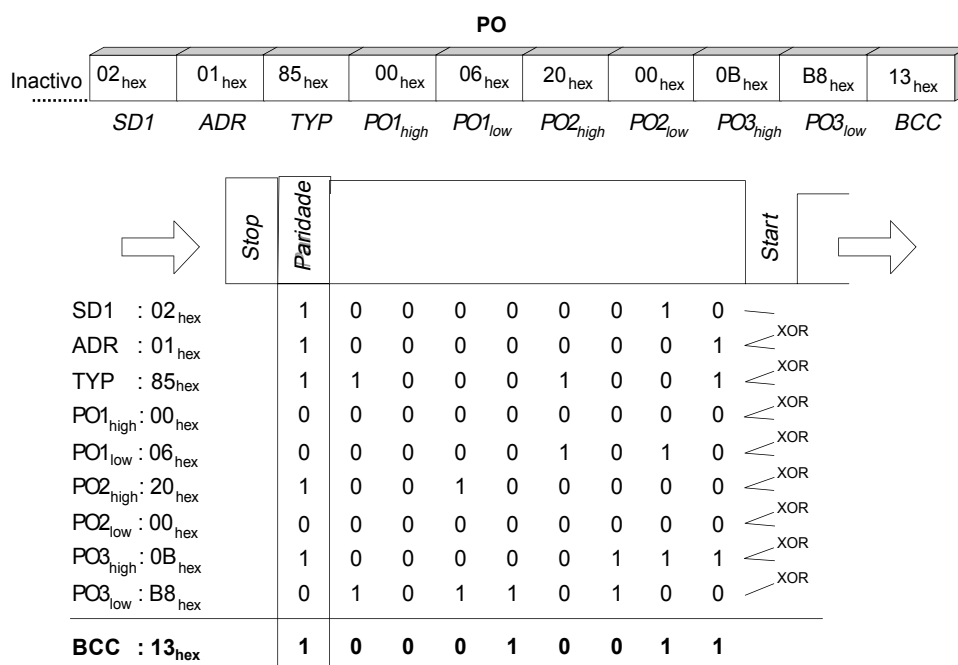 PO
Inactivo 02hex 01hex 85hex 00hex 06hex 20hex 00hex 0Bhex B8hex 13hex
SD1 ADR TYP PO1high PO1low PO2high PO2low PO3high PO3low BCC
Stop Paridade Start
SD1 : 02hex 1 0 0 0 0 0 0 1 0
XOR
ADR : 01hex 1 0 0 0 0 0 0 0 1
XOR
TYP : 85hex 1 1 0 0 0 1 0 0 1
XOR
PO1high: 00hex 0 0 0 0 0 0 0 0 0
XOR
PO1low : 06hex 0 0 0 0 0 1 0 1 0
XOR
PO2high: 20hex 1 0 0 1 0 0 0 0 0
XOR
PO2low : 00hex 0 0 0 0 0 0 0 0 0
XOR
PO3high: 0Bhex 1 0 0 0 0 0 1 1 1
XOR
PO3low: B8hex 0 1 0 1 1 0 1 0 0
BCC : 13hex 1 0 0 0 1 0 0 1 1